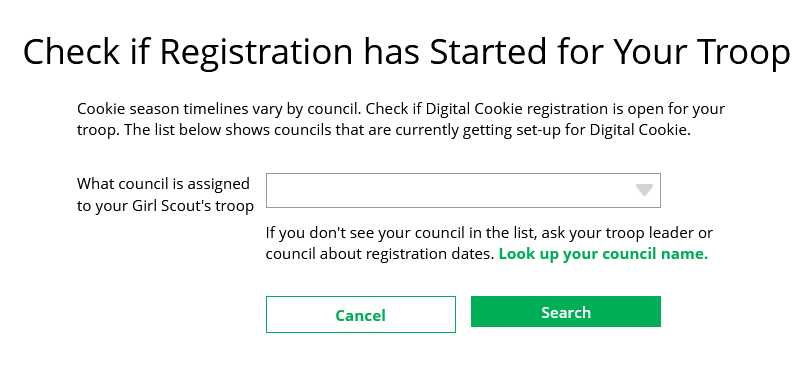 Check if Registration has Started for Your Troop
Cookie season timelines vary by council. Check if Digital Cookie registration is open for your
troop. The list below shows councils that are currently getting set-up for Digital Cookie.
What council is assigned
to your Girl Scout's troop
If you don't see your council in the list, ask your troop leader or
council about registration dates. Look up your council name.
Cancel
Search